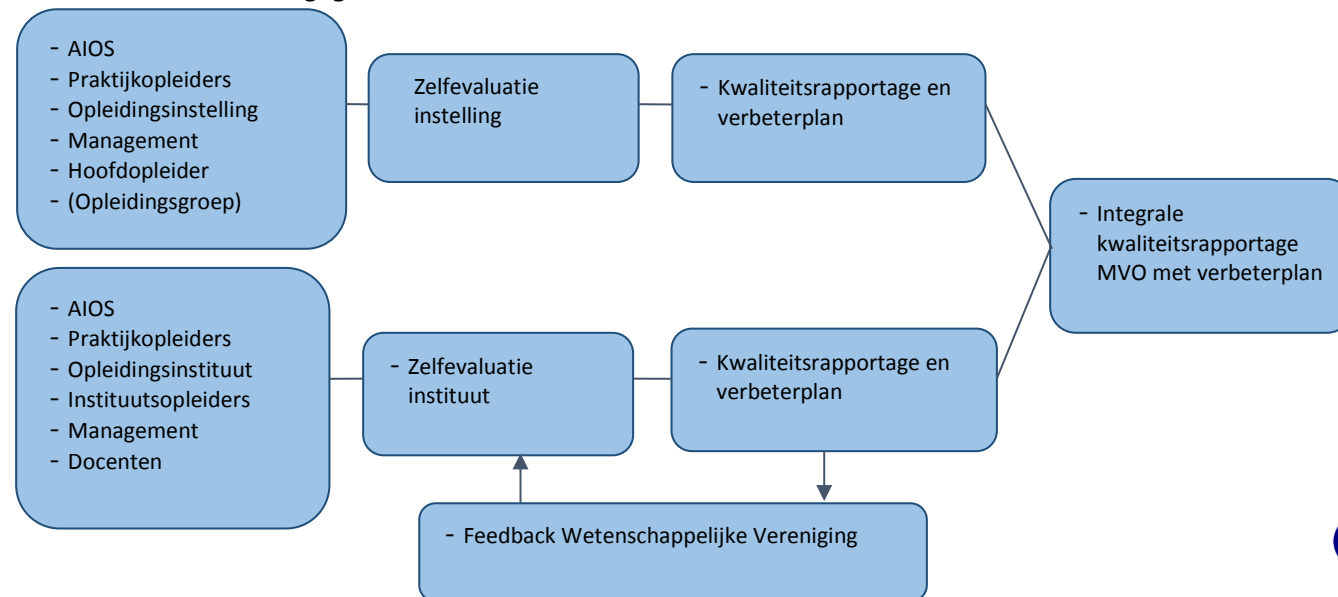 - AIOS
- Praktijkopleiders
- Opleidingsinstelling
- Management
- Hoofdopleider
- (Opleidingsgroep)
Zelfevaluatie
instelling
- Kwaliteitsrapportage en
verbeterplan
- Integrale
kwaliteitsrapportage
MVO met verbeterplan
- AIOS
- Praktijkopleiders
- Opleidingsinstituut
- Instituutsopleiders
- Management
- Docenten
- Zelfevaluatie
instituut
- Kwaliteitsrapportage en
verbeterplan
- Feedback Wetenschappelijke Vereniging